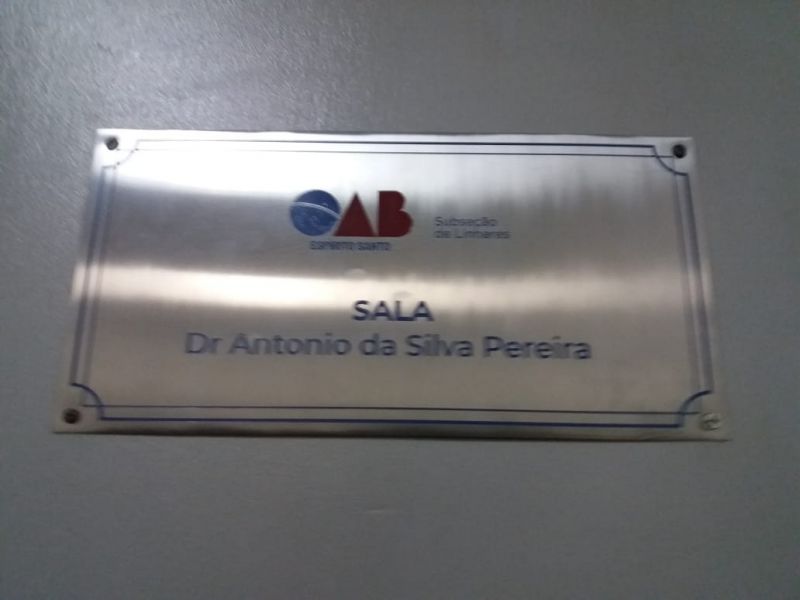 OAB
ESPÍRITO SANTO
Subseção
de Linhares
SALA
Dr Antonio da Silva Pereira